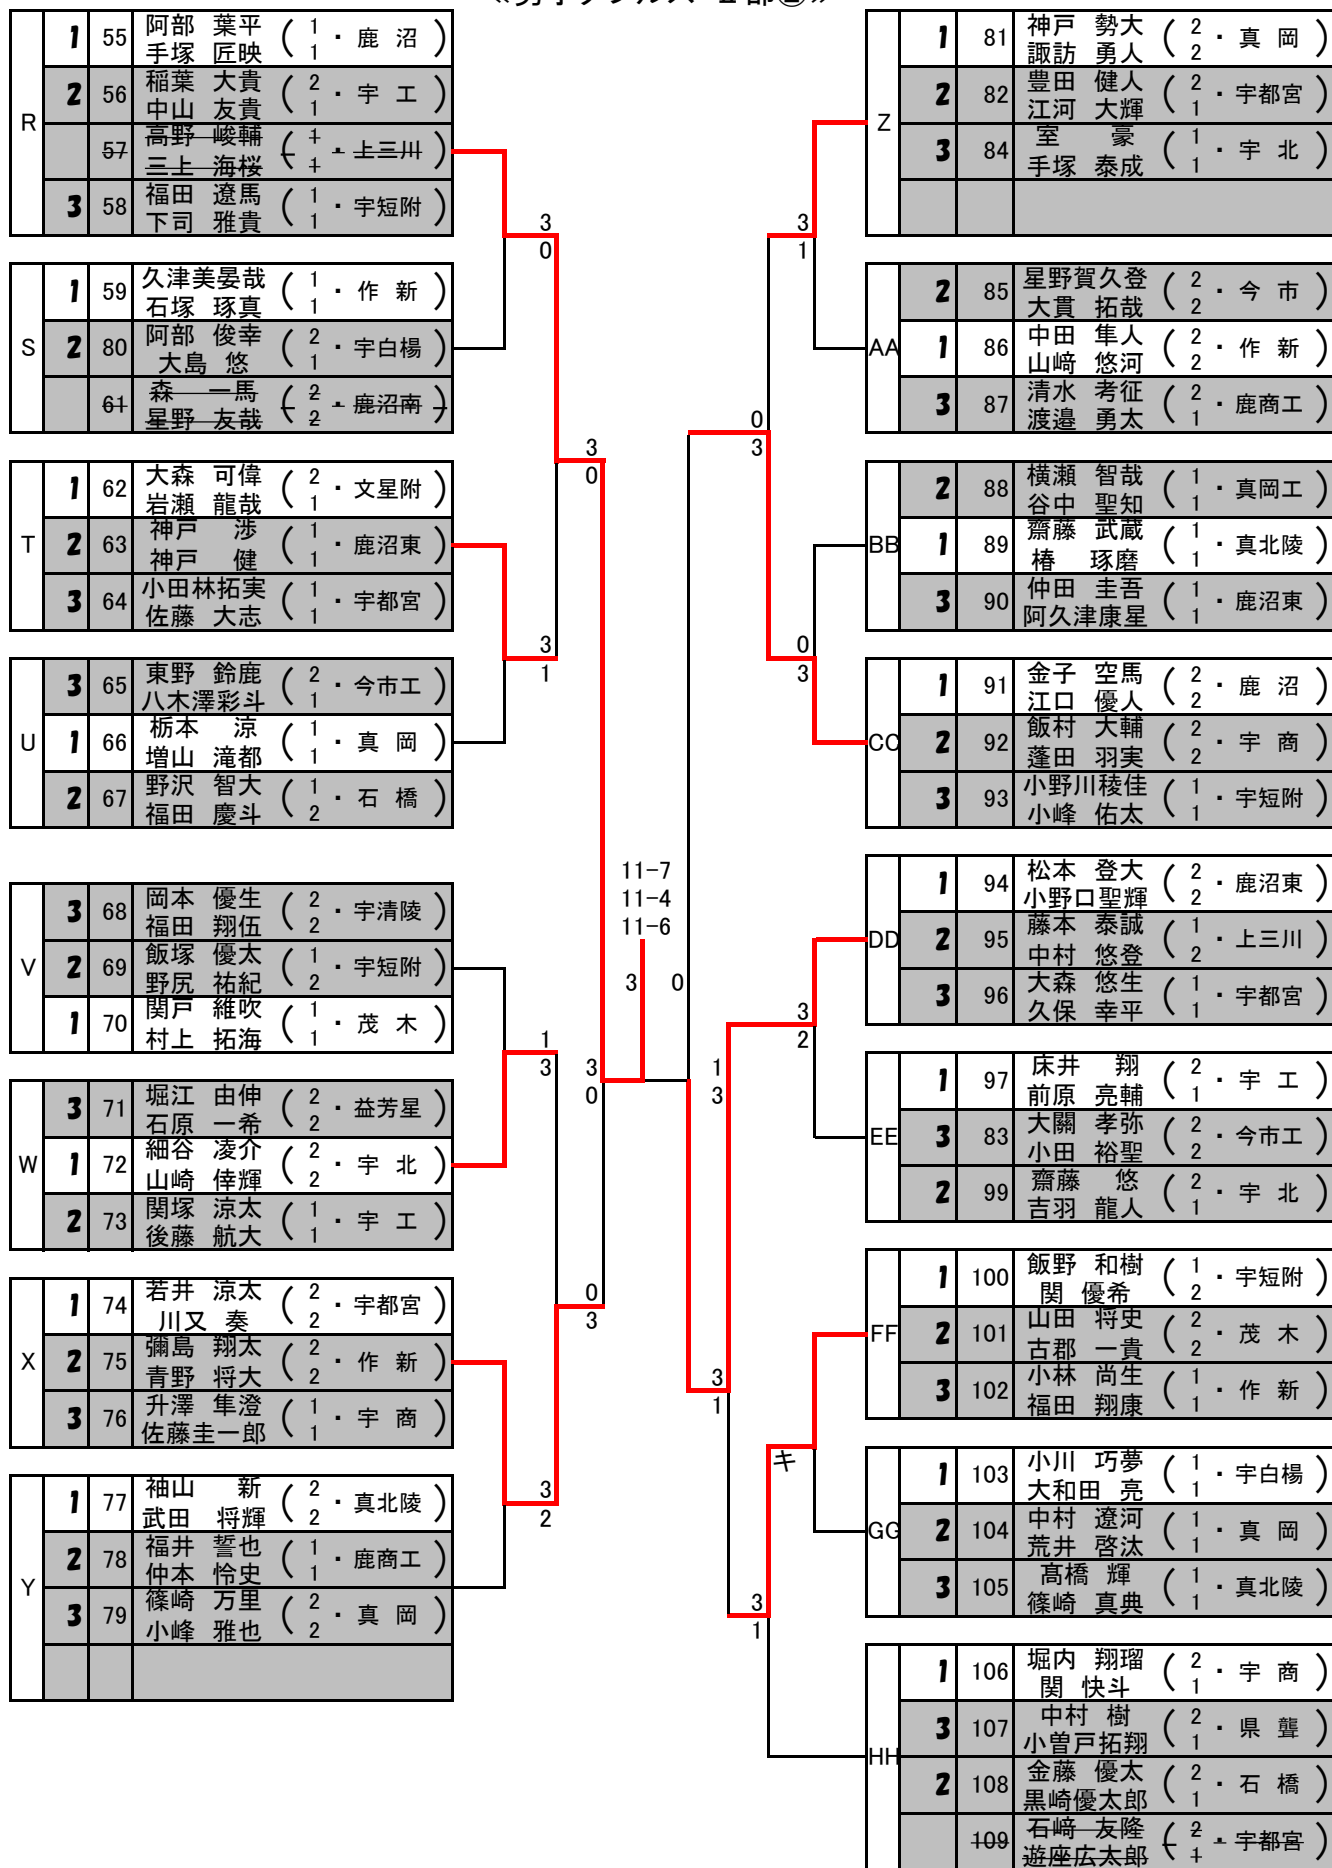 R
1 55 阿部 葉平 手塚 匠映 ( 1 1 ・ 鹿 沼 )
2 56 稲葉 大貴 中山 友貴 ( 2 1 ・ 宇 工 )
57 高野 峻輔 三上 海桜 ( 1 1 ・ 上三川
3 58 福田 遼馬 下司 雅貴 ( 1 1 ・ 宇短附 )
S
1 59 久津美晏哉 石塚 琢真 ( 1 1 ・ 作 新 )
2 80 阿部 俊幸 大島 悠 ( 2 1 ・ 宇白楊 )
61 森 一馬 星野 友哉 ( 2 2 ・ 鹿沼南 )
T
1 62 大森 可偉 岩瀬 龍哉 ( 2 1 ・ 文星附 )
2 63 神戸 渉 神戸 健 ( 1 1 ・ 鹿沼東 )
3 64 小田林拓実 佐藤 大志 ( 1 1 ・ 宇都宮 )
U
3 65 東野 鈴鹿 八木澤彩斗 ( 2 1 ・ 今市工 )
1 66 栃本 涼 増山 滝都 ( 1 1 ・ 真 岡 )
2 67 野沢 智大 福田 慶斗 ( 1 2 ・ 石 橋 )
V
3 68 岡本 優生 福田 翔伍 ( 2 2 ・ 宇清陵 )
2 69 飯塚 優太 野尻 祐紀 ( 1 2 ・ 宇短附 )
1 70 関戸 維吹 村上 拓海 ( 1 1 ・ 茂 木 )
W
3 71 堀江 由伸 石原 一希 ( 2 2 ・ 益芳星 )
1 72 細谷 凌介 山崎 倖輝 ( 2 2 ・ 宇 北 )
2 73 関塚 涼太 後藤 航大 ( 1 1 ・ 宇 工 )
X
1 74 若井 涼太 川又 奏 ( 2 2 ・ 宇都宮 )
2 75 彌島 翔太 青野 将大 ( 2 2 ・ 作 新 )
3 76 升澤 隼澄 佐藤圭一郎 ( 1 1 ・ 宇 商 )
Y
1 77 袖山 新 武田 将輝 ( 2 2 ・ 真北陵 )
2 78 福井 誓也 仲本 怜史 ( 1 1 ・ 鹿商工 )
3 79 篠崎 万里 小峰 雅也 ( 2 2 ・ 真 岡 )
3
0
3
0
3
1
1
3
3
0
0
3
3
2
11-7
11-4
11-6
3 0
3
1
0
3
0
3
3
2
1
3
3
1
キ
3
1
Z
1 81 神戸 勢大 諏訪 勇人 ( 2 2 ・ 真 岡 )
2 82 豊田 健人 江河 大輝 ( 2 1 ・ 宇都宮 )
3 84 室 豪 手塚 泰成 ( 1 1 ・ 宇 北 )
AA
2 85 星野賀久登 大貫 拓哉 ( 2 2 ・ 今 市 )
1 86 中田 隼人 山﨑 悠河 ( 2 2 ・ 作 新 )
3 87 清水 考征 渡邉 勇太 ( 2 1 ・ 鹿商工 )
BB
2 88 横瀬 智哉 谷中 聖知 ( 1 1 ・ 真岡工 )
1 89 齋藤 武蔵 椿 琢磨 ( 1 1 ・ 真北陵 )
3 90 仲田 圭吾 阿久津康星 ( 1 1 ・ 鹿沼東 )
CC
1 91 金子 空馬 江口 優人 ( 2 2 ・ 鹿 沼 )
2 92 飯村 大輔 蓬田 羽実 ( 2 2 ・ 宇 商 )
3 93 小野川稜佳 小峰 佑太 ( 1 1 ・ 宇短附 )
DD
1 94 松本 登大 小野口聖輝 ( 2 2 ・ 鹿沼東 )
2 95 藤本 泰誠 中村 悠登 ( 1 2 ・ 上三川 )
3 96 大森 悠生 久保 幸平 ( 1 1 ・ 宇都宮 )
EE
1 97 床井 翔 前原 亮輔 ( 2 1 ・ 宇 工 )
3 83 大關 孝弥 小田 裕聖 ( 2 2 ・ 今市工 )
2 99 齋藤 悠 吉羽 龍人 ( 2 1 ・ 宇 北 )
FF
1 100 飯野 和樹 関 優希 ( 1 2 ・ 宇短附 )
2 101 山田 将史 古郡 一貴 ( 2 2 ・ 茂 木 )
3 102 小林 尚生 福田 翔康 ( 1 1 ・ 作 新 )
GG
1 103 小川 巧夢 大和田 亮 ( 1 1 ・ 宇白楊 )
2 104 中村 遼河 荒井 啓汰 ( 1 1 ・ 真 岡 )
3 105 髙橋 輝 篠崎 真典 ( 1 1 ・ 真北陵 )
HH
1 106 堀内 翔瑠 関 快斗 ( 2 1 ・ 宇 商 )
3 107 中村 樹 小曽戸拓翔 ( 2 1 ・ 県 聾 )
2 108 金藤 優太 黒崎優太郎 ( 2 1 ・ 石 橋 )
109 石﨑 友隆 遊座広太郎 ( 2 1 ・ 宇都宮 )